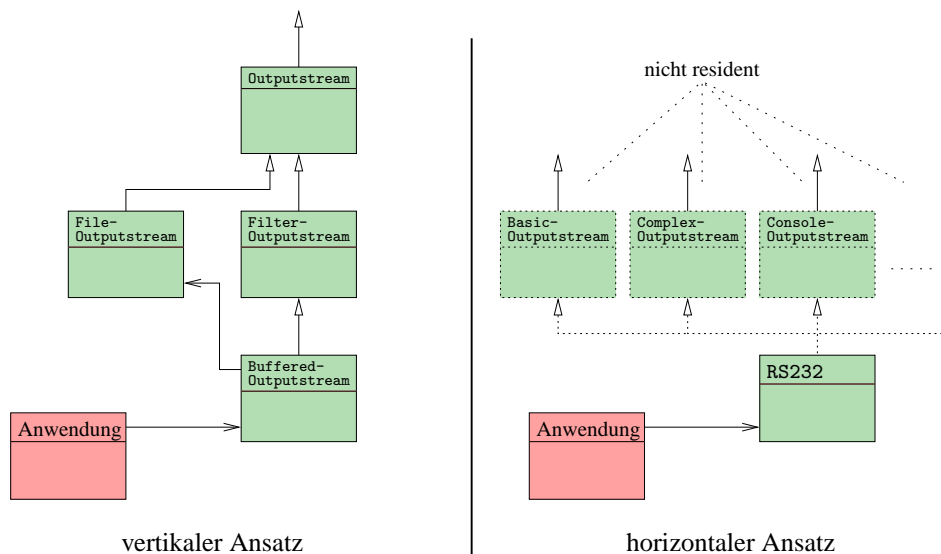 Outputstream
File-
Outputstream
Filter-
Outputstream
Buffered-
Outputstream
Anwendung
vertikaler Ansatz
nicht resident
Basic-
Outputstream
Complex-
Outputstream
Console-
Outputstream
RS232
Anwendung
horizontaler Ansatz